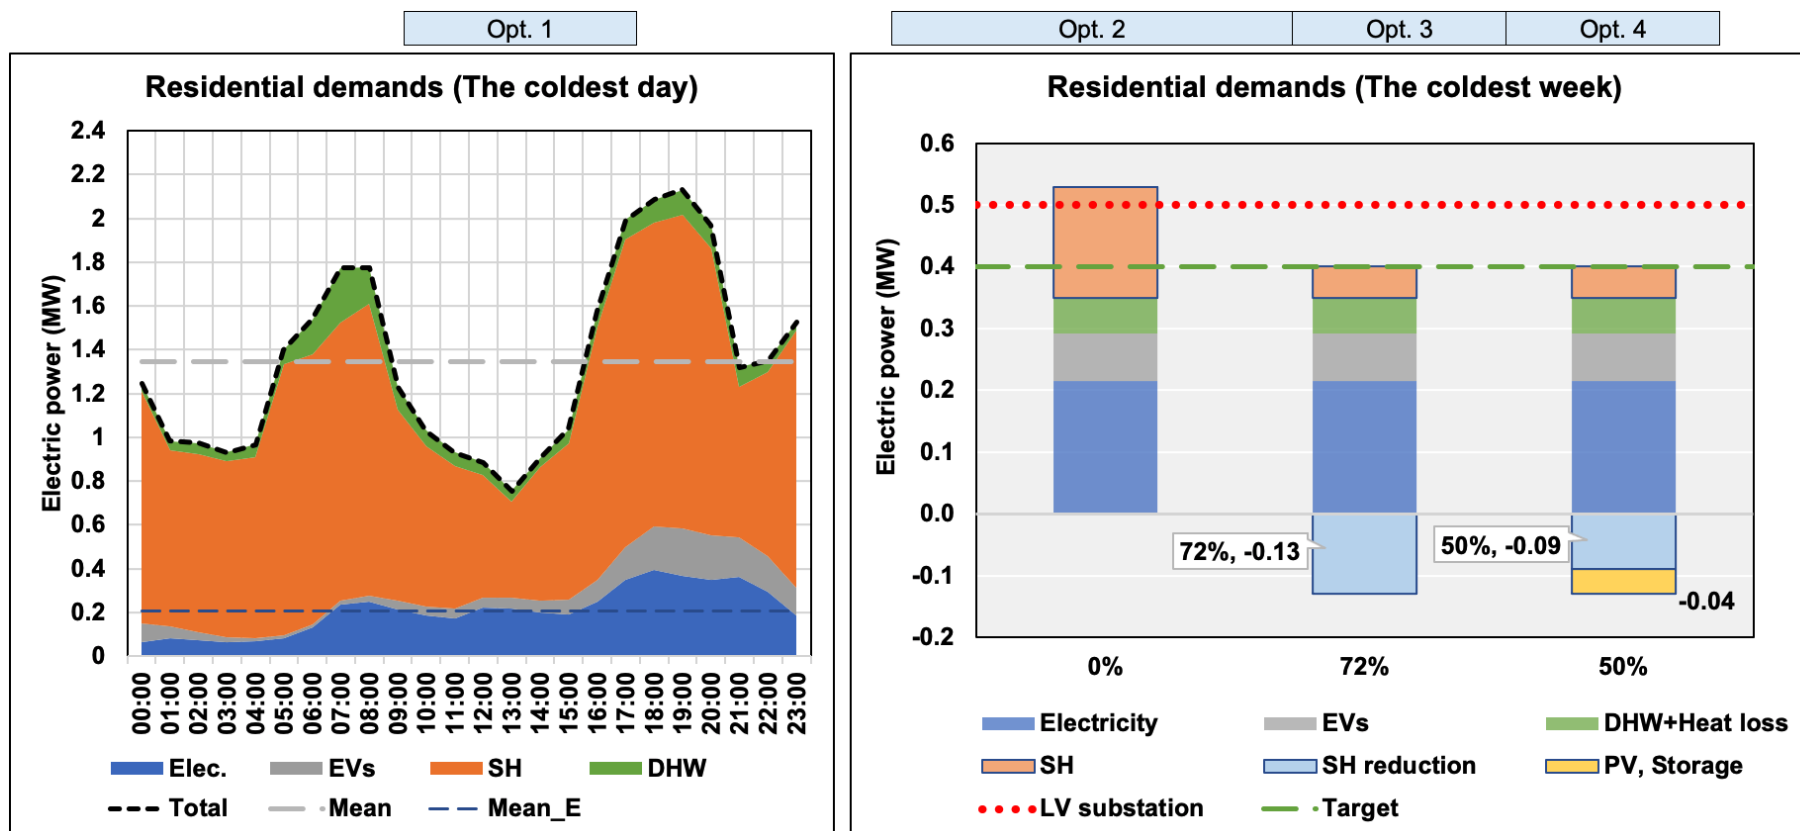 Opt. 1
Opt. 2
Opt. 3
Opt. 4
Residential demands (The coldest day)
Electric power (MW)
2.4
2.2
2
1.8
1.6
1.4
1.2
1
0.8
0.6
0.4
0.2
0
00:00
01:00
02:00
03:00
04:00
05:00
06:00
07:00
08:00
09:00
10:00
11:00
12:00
13:00
14:00
15:00
16:00
17:00
18:00
19:00
20:00
21:00
22:00
23:00
Elec.
EVs
SH
DHW
Total
Mean
Mean_E
Residential demands (The coldest week)
Electric power (MW)
0.6
0.5
0.4
0.3
0.2
0.1
0.0
-0.1
-0.2
72%, -0.13
50%, -0.09
-0.04
0%
72%
50%
Electricity
EVs
DHW+Heat loss
SH
SH reduction
PV, Storage
LV substation
Target